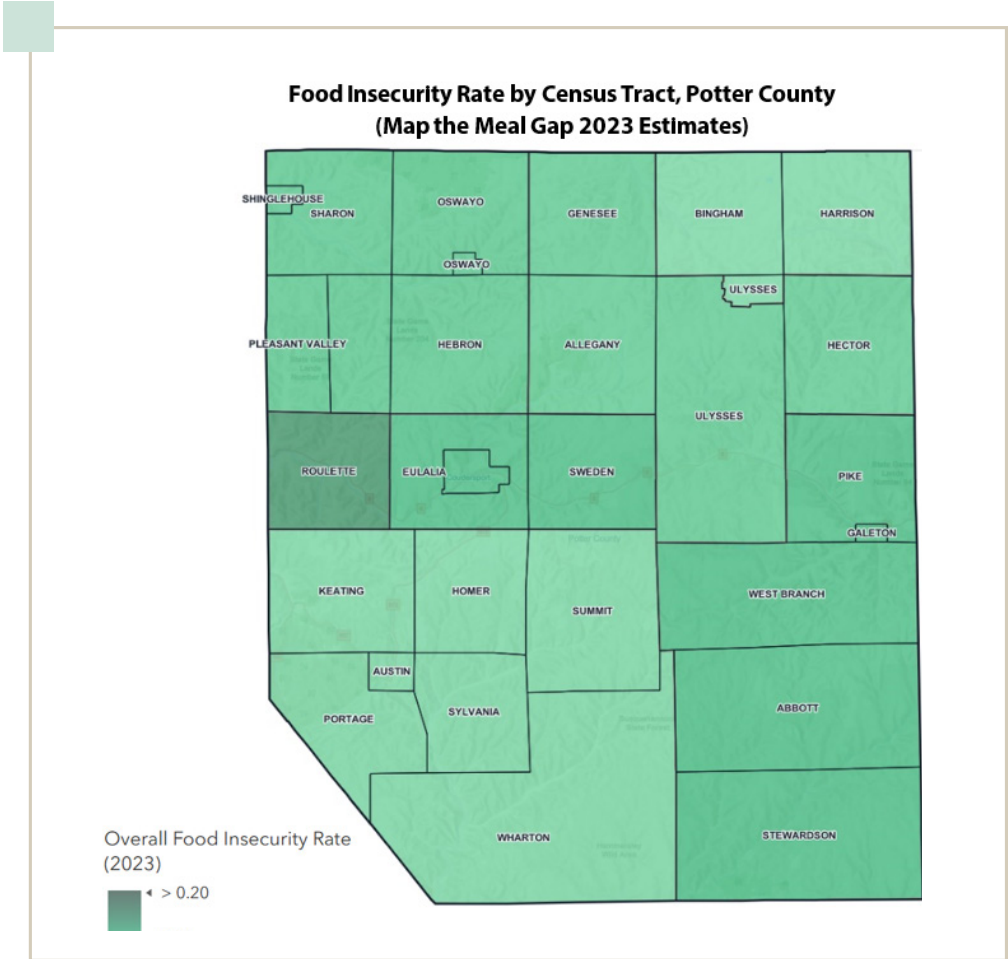 Food Insecurity Rate by Census Tract, Potter County
(Map the Meal Gap 2023 Estimates)
SHINGLEHOUSE
SHARON
OSWAYO
GENESEE
BINGHAM
HARRISON
OSWAYO
ULYSSES
PLEASANT VALLEY
HEBRON
ALLEGANY
HECTOR
ULYSSES
ROULETTE
EULALIA
SWEDEN
PIKE
GALETON
Potter County
KEATING
HOMER
SUMMIT
WEST BRANCH
AUSTIN
PORTAGE
SYLVANIA
ABBOTT
WHARTON
STEWARDSON
Overall Food Insecurity Rate
(2023)
> 0.20